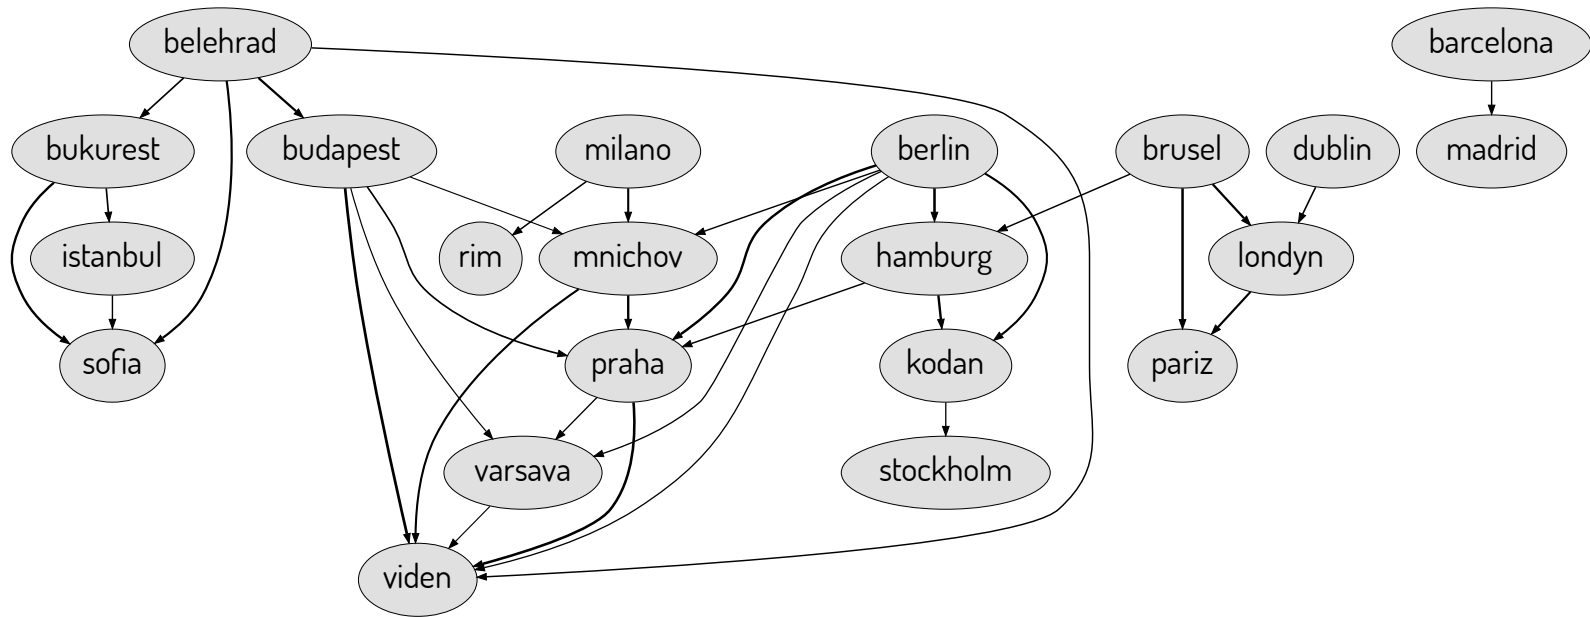 belehrad
barcelona
bukurest
budapest
milano
berlin
brusel
dublin
madrid
istanbul
rim
mnichov
hamburg
londyn
sofia
praha
kodan
pariz
varsava
stockholm
viden